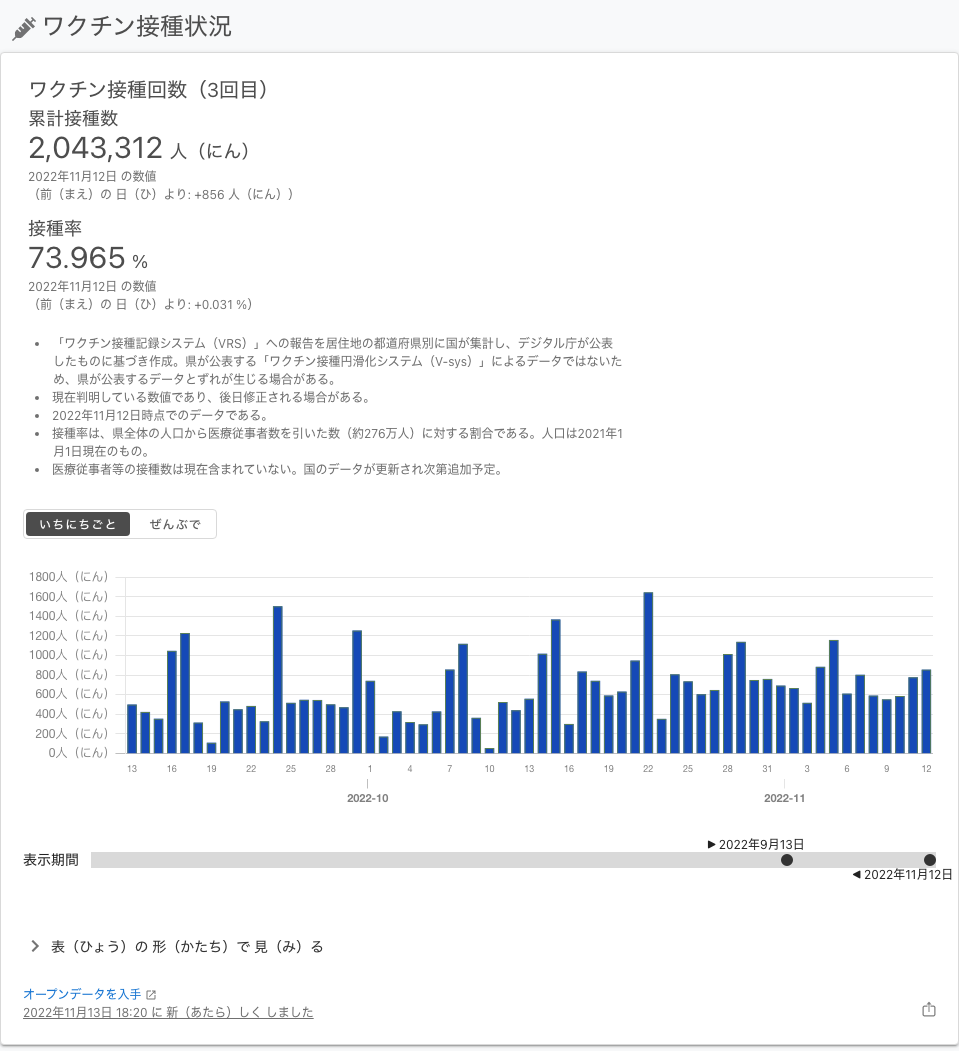 ワクチン接種状況
ワクチン接種回数（3回目）
累計接種数
2,043,312 人（にん）
2022年11月12日 の数値
（前（まえ）の 日（ひ）より: +856 人（にん））
接種率
73.965 %
2022年11月12日 の数値
（前（まえ）の 日（ひ）より: +0.031 %）
• 「ワクチン接種記録システム（VRS）」への報告を居住地の都道府県別に国が集計し、デジタル庁が公表
したものに基づき作成。県が公表する「ワクチン接種円滑化システム（V-sys）」によるデータではないた
め、県が公表するデータとずれが生じる場合がある。
• 現在判明している数値であり、後日修正される場合がある。
• 2022年11月12日時点でのデータである。
• 接種率は、県全体の人口から医療従事者数を引いた数（約276万人）に対する割合である。人口は2021年1
月1日現在のもの。
• 医療従事者等の接種数は現在含まれていない。国のデータが更新され次第追加予定。
いちにちごと ぜんぶで
1800人（にん）
1600人（にん）
1400人（にん）
1200人（にん）
1000人（にん）
800人（にん）
600人（にん）
400人（にん）
200人（にん）
0人（にん）
13 16 19 22 25 28 1 4 7 10 13 16 19 22 25 28 31 3 6 9 12
2022-10 2022-11
▶ 2022年9月13日
表示期間
◀ 2022年11月12日
表（ひょう）の 形（かたち）で 見（み）る
オープンデータを入手
2022年11月13日 18:20 に 新（あたら）しく しました